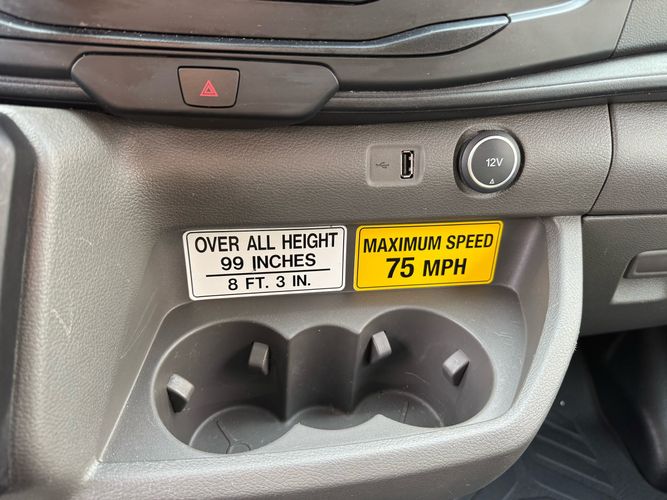 12V
OVER ALL HEIGHT
99 INCHES
8 FT. 3 IN.
MAXIMUM SPEED
75 MPH